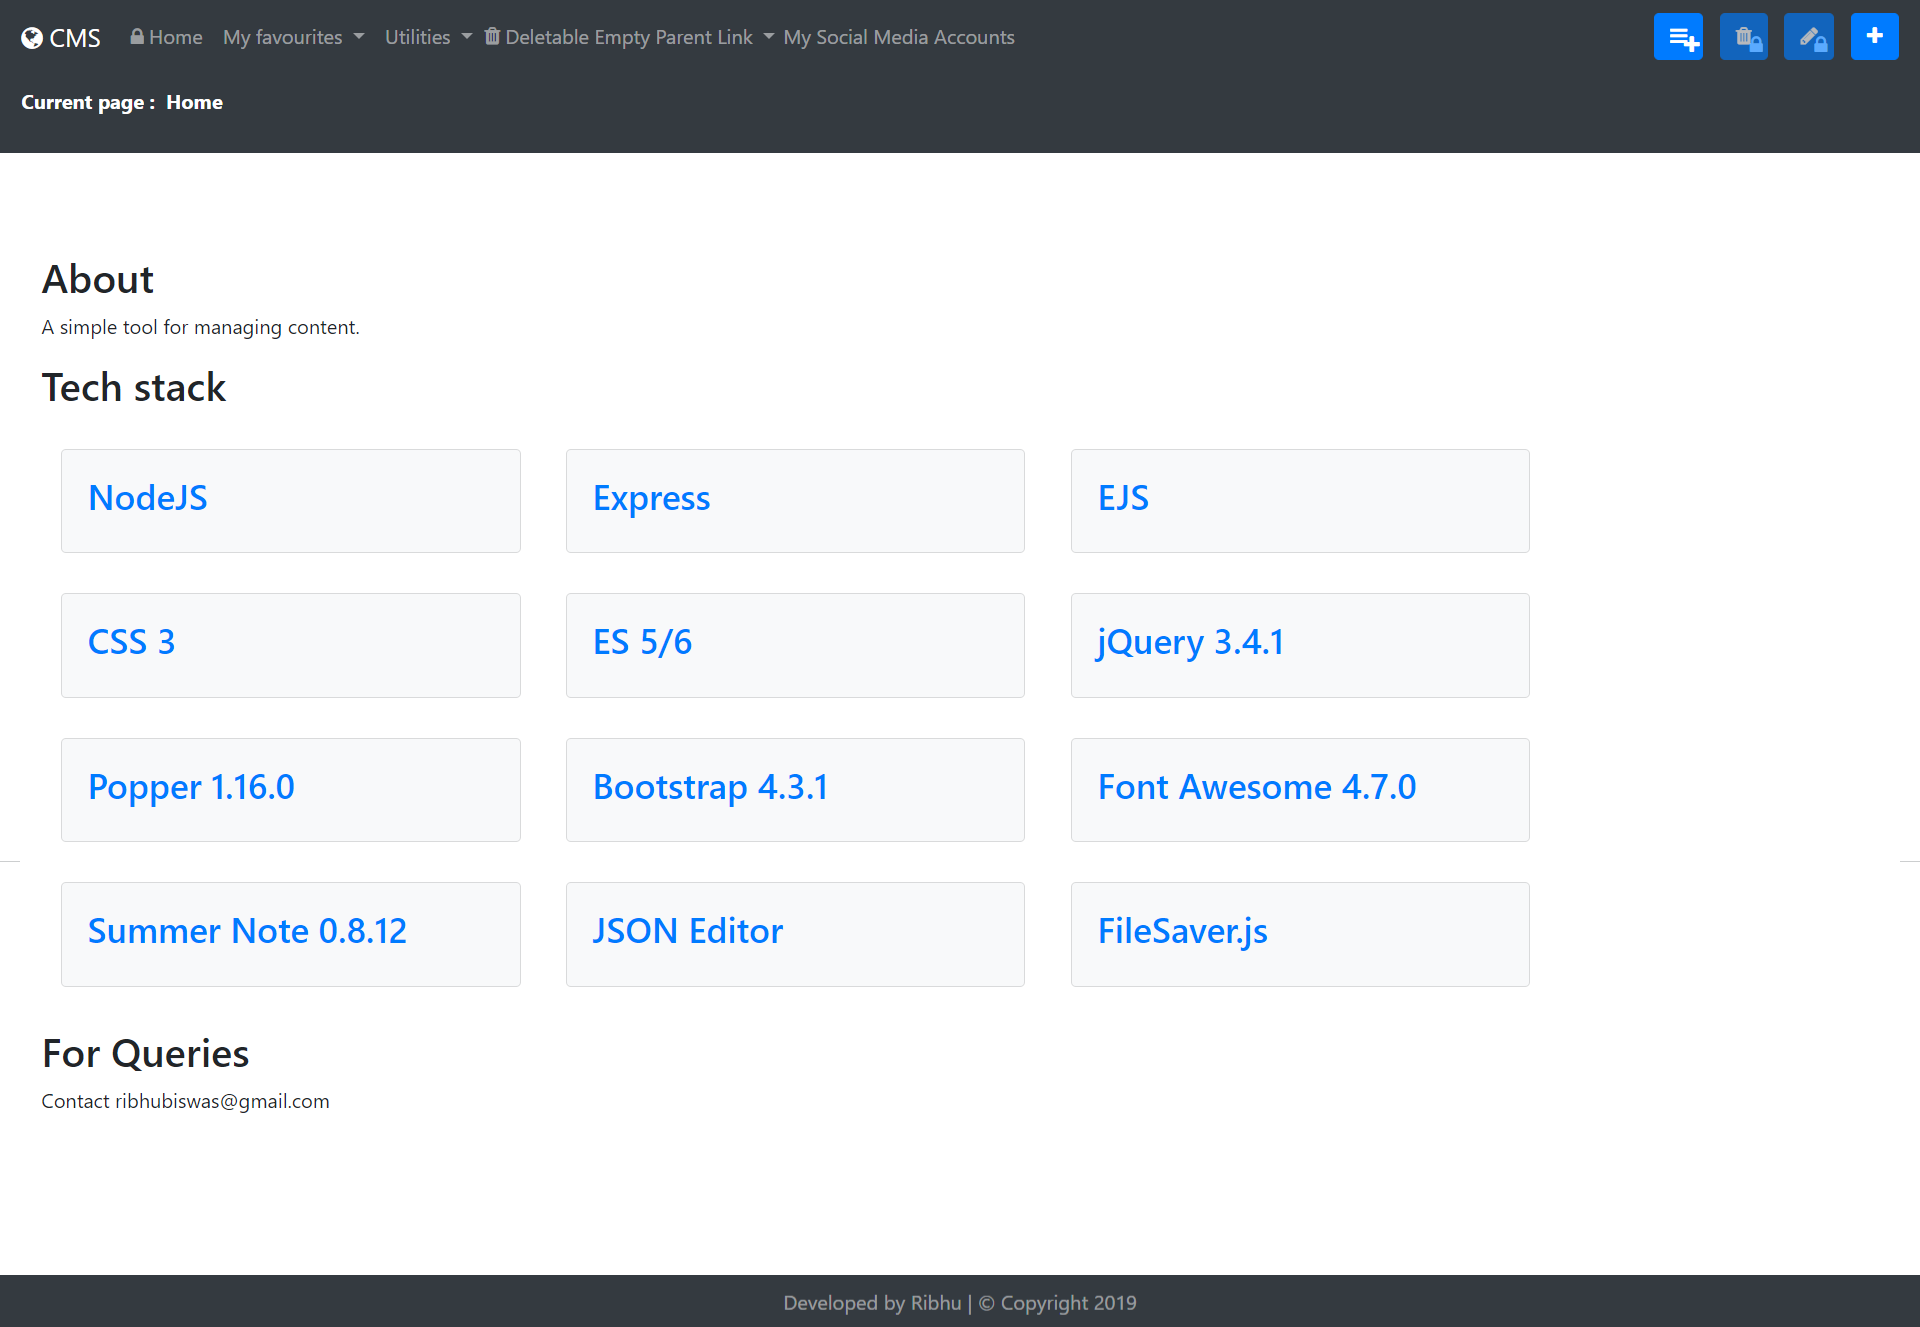 CMS Home My favourites Utilities Deletable Empty Parent Link My Social Media Accounts
Current page : Home
About
A simple tool for managing content.
Tech stack
NodeJS Express EJS
CSS 3 ES 5/6 jQuery 3.4.1
Popper 1.16.0 Bootstrap 4.3.1 Font Awesome 4.7.0
Summer Note 0.8.12 JSON Editor FileSaver.js
For Queries
Contact ribhubiswas@gmail.com
Developed by Ribhu | © Copyright 2019